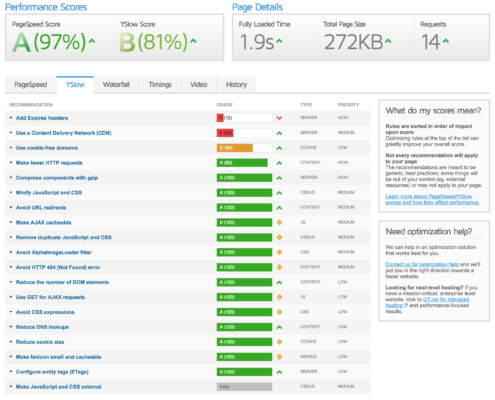 Performance Scores
Page Details
PageSpeed Score
YSlow Score
Fully Loaded Time
Total Page Size
Requests
A (97%)
B (81%)
1.9s
272KB
14
PageSpeed
YSlow
Waterfall
Timings
Video
History
RECOMMENDATION GRADE TYPE PRIORITY
Add Expires headers F (12) SERVER HIGH
Use a Content Delivery Network (CDN) SERVER MEDIUM
Use cookie-free domains COOKIE LOW
Make fewer HTTP requests CONTENT HIGH
Compress components with gzip A (100) SERVER HIGH
Minify JavaScript and CSS A (100) CSS/JS MEDIUM
Avoid URL redirects A (100) CONTENT MEDIUM
Make AJAX cacheable A (100) JS MEDIUM
Remove duplicate JavaScript and CSS A (100) CSS/JS MEDIUM
Avoid AlphaImageLoader filter A (100) CSS MEDIUM
Avoid HTTP 404 (Not Found) error A (100) CONTENT MEDIUM
Reduce the number of DOM elements A (100) CONTENT LOW
Use GET for AJAX requests A (100) JS LOW
Avoid CSS expressions A (100) CSS LOW
Reduce DNS lookups A (100) CONTENT LOW
Reduce cookie size A (100) COOKIE LOW
Make favicon small and cacheable A (100) IMAGES LOW
Configure entity tags (ETags) A (100) SERVER LOW
Make JavaScript and CSS external (n/a) CSS/JS MEDIUM
What do my scores mean?
Rules are sorted in order of impact
upon score
Optimizing rules at the top of the list can
greatly improve your overall score.
Not every recommendation will apply
to your page
The recommendations are meant to be
generic, best practices; some things will
be out of your control (eg. external
resources) or may not apply to your page.
Learn more about PageSpeed/YSlow
scores and how they affect performance.
Need optimization help?
We can help in an optimization solution
that works best for you.
Contact us for optimization help and we'll
put you in the right direction towards a
faster website.
Looking for next-level hosting? If you
have a mission-critical, enterprise level
website, look to GT.net for managed
hosting and performance-focused
results.